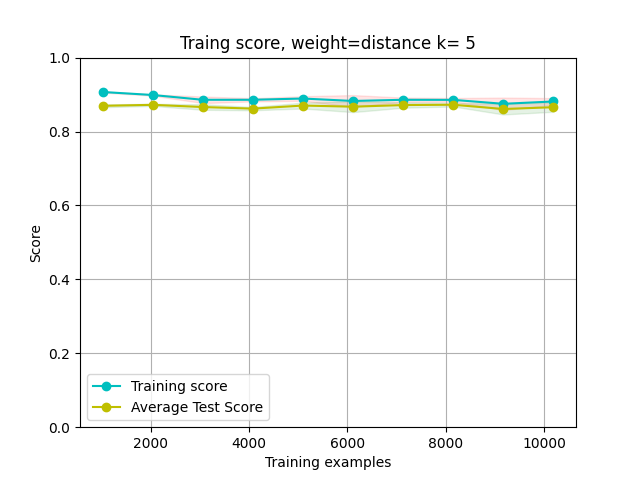 Traing score, weight=distance k= 5
1.0
0.8
0.6
0.4
0.2
0.0
Score
Training score
Average Test Score
2000 4000 6000 8000 10000
Training examples